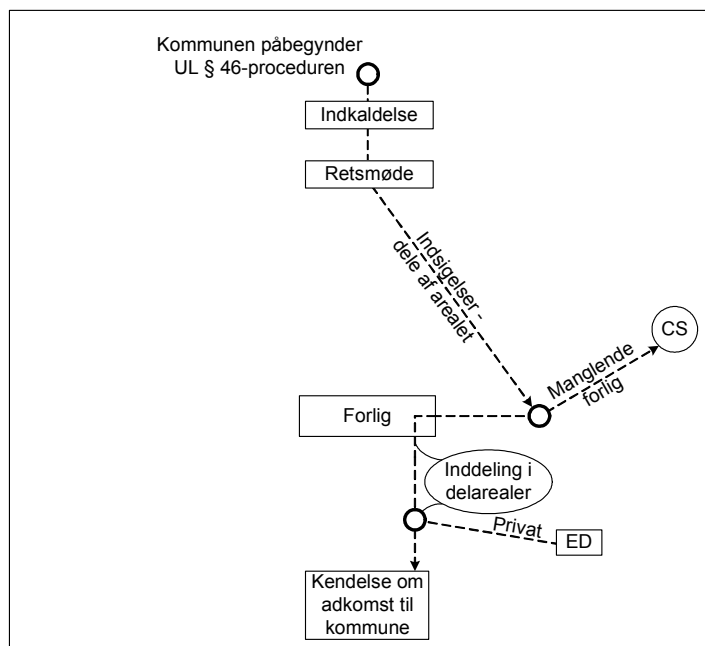 Kommunen påbegynder
UL § 46-proceduren
Indkaldelse
Retsmøde
Indsigelser -
dele af arealet
CS
Manglende
forlig
Forlig
Inddeling i
delarealer
Privat
ED
Kendelse om
adkomst til
kommune